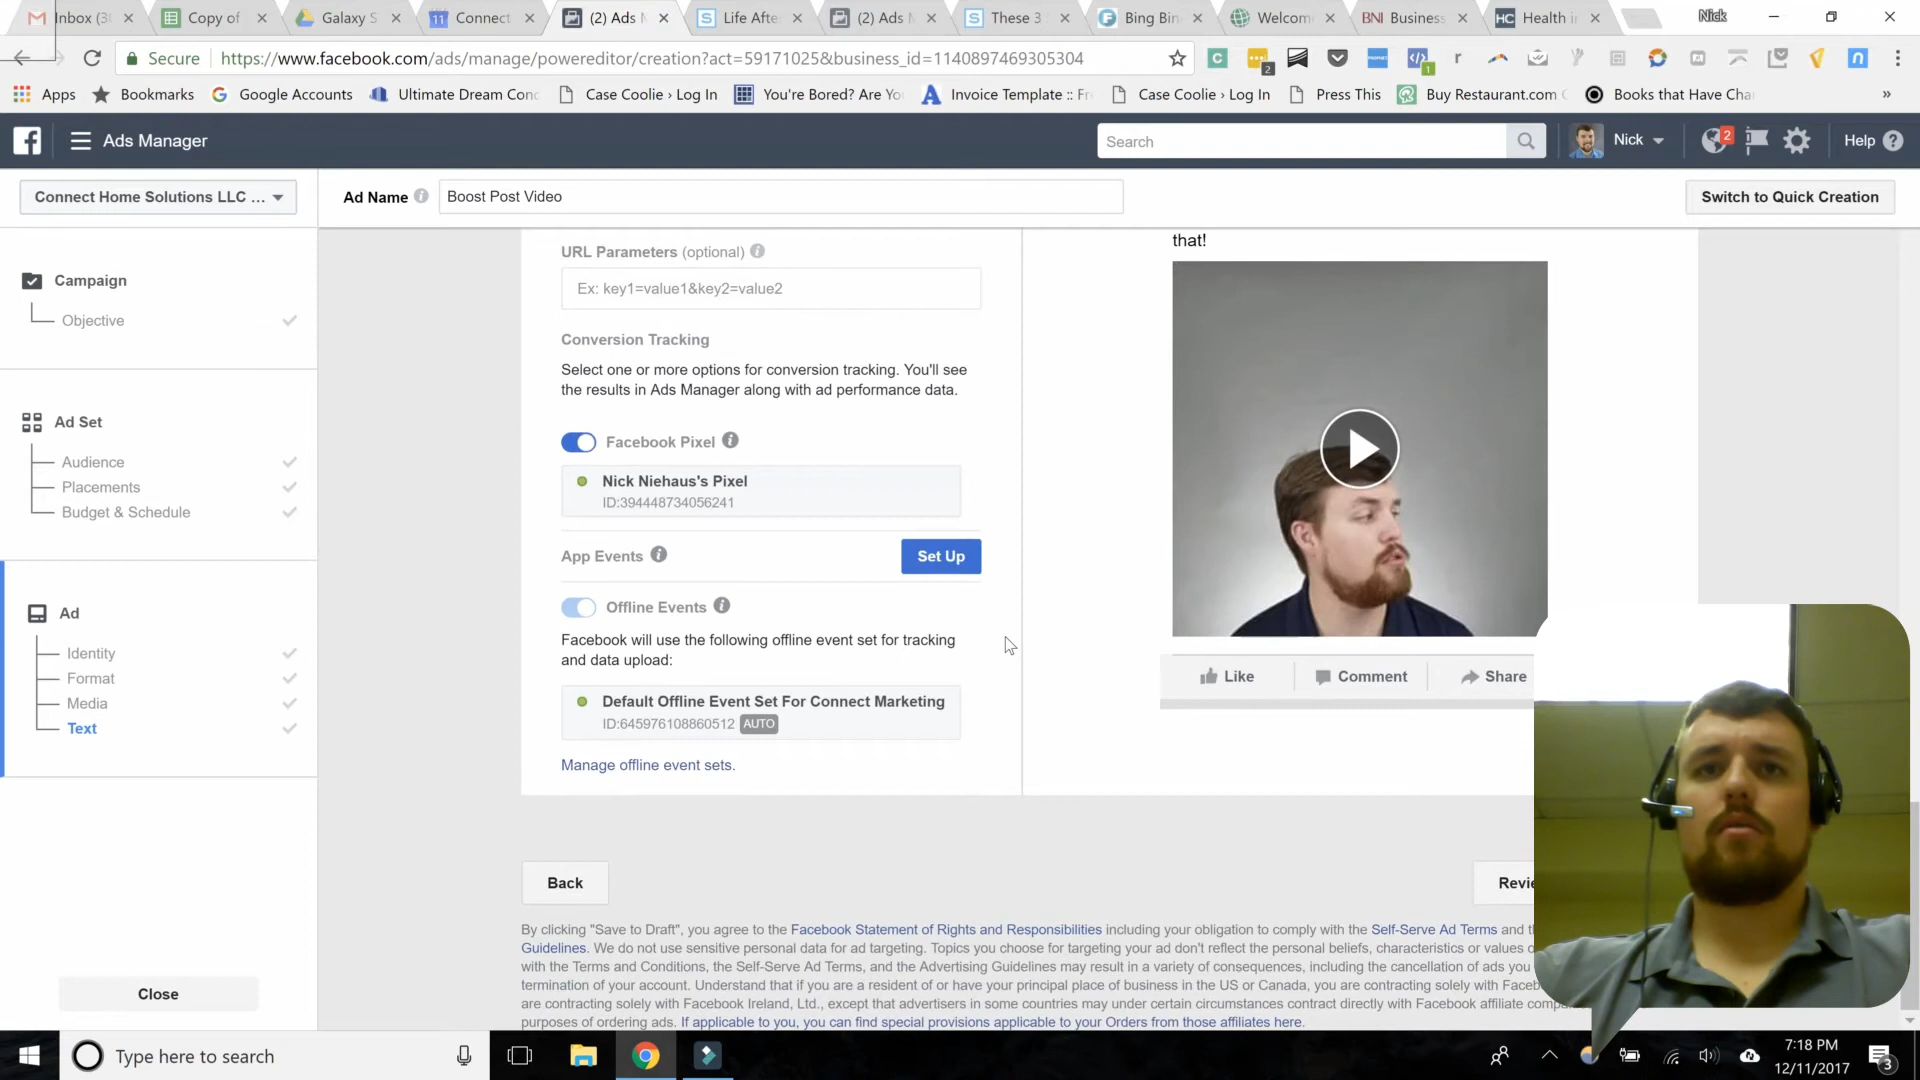 Inbox (3
Copy of
Galaxy S
11 Connect
(2) Ads M
Life Afte
(2) Ads M
These 3
Bing Bin
Welcom
BNI Business
HC Health in
Nick
Secure
https://www.facebook.com/ads/manage/powereditor/creation?act=59171025&business_id=1140897469305304
Apps
Bookmarks
Google Accounts
Ultimate Dream Conc
Case Coolie › Log In
You're Bored? Are Yo
Invoice Template :: Fr
Case Coolie › Log In
Press This
Buy Restaurant.com
Books that Have Cha
»
Ads Manager
Search
Nick
2
Help
Connect Home Solutions LLC ...
Ad Name
Boost Post Video
Switch to Quick Creation
Campaign
Objective
Ad Set
Audience
Placements
Budget & Schedule
Ad
Identity
Format
Media
Text
Close
URL Parameters (optional)
Ex: key1=value1&key2=value2
Conversion Tracking
Select one or more options for conversion tracking. You'll see
the results in Ads Manager along with ad performance data.
Facebook Pixel
Nick Niehaus's Pixel
ID:394448734056241
App Events
Set Up
Offline Events
Facebook will use the following offline event set for tracking
and data upload:
Default Offline Event Set For Connect Marketing
ID:645976108860512 AUTO
Manage offline event sets.
that!
Like
Comment
Share
Back
Revie
By clicking "Save to Draft", you agree to the Facebook Statement of Rights and Responsibilities including your obligation to comply with the Self-Serve Ad Terms and th
Guidelines. We do not use sensitive personal data for ad targeting. Topics you choose for targeting your ad don't reflect the personal beliefs, characteristics or values o
with the Terms and Conditions, the Self-Serve Ad Terms, and the Advertising Guidelines may result in a variety of consequences, including the cancellation of ads you
termination of your account. Understand that if you are a resident of or have your principal place of business in the US or Canada, you are contracting solely with Faceb
are contracting solely with Facebook Ireland, Ltd., except that advertisers in some countries may under certain circumstances contract directly with Facebook affiliate comp
purposes of ordering ads. If applicable to you, you can find special provisions applicable to your Orders from those affiliates here.
Type here to search
7:18 PM
12/11/2017
3